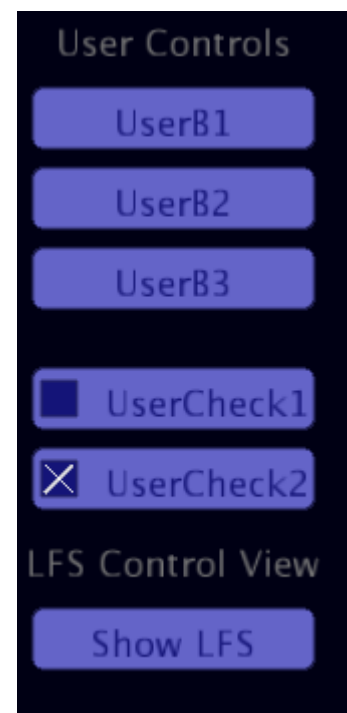 User Controls
UserB1
UserB2
UserB3
UserCheck1
UserCheck2
LFS Control View
Show LFS